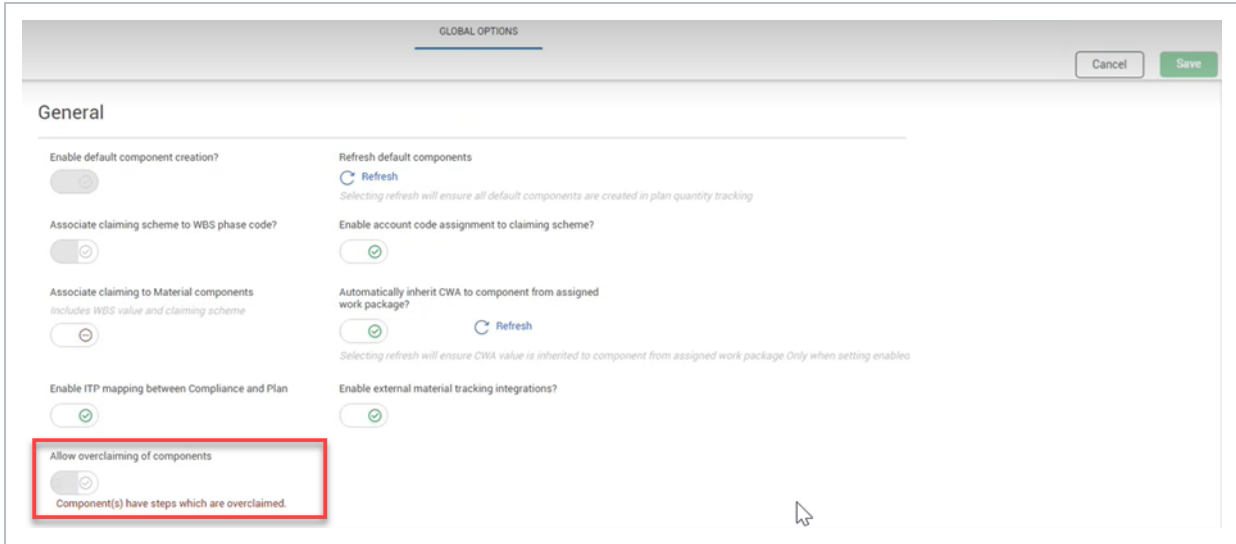 GLOBAL OPTIONS
Cancel
Save
General
Enable default component creation?
Refresh default components
Refresh
Selecting refresh will ensure all default components are created in plan quantity tracking
Associate claiming scheme to WBS phase code?
Enable account code assignment to claiming scheme?
Associate claiming to Material components
Includes WBS value and claiming scheme
Automatically inherit CWA to component from assigned
work package?
Refresh
Selecting refresh will ensure CWA value is inherited to component from assigned work package Only when setting enabled
Enable ITP mapping between Compliance and Plan
Enable external material tracking integrations?
Allow overclaiming of components
Component(s) have steps which are overclaimed.